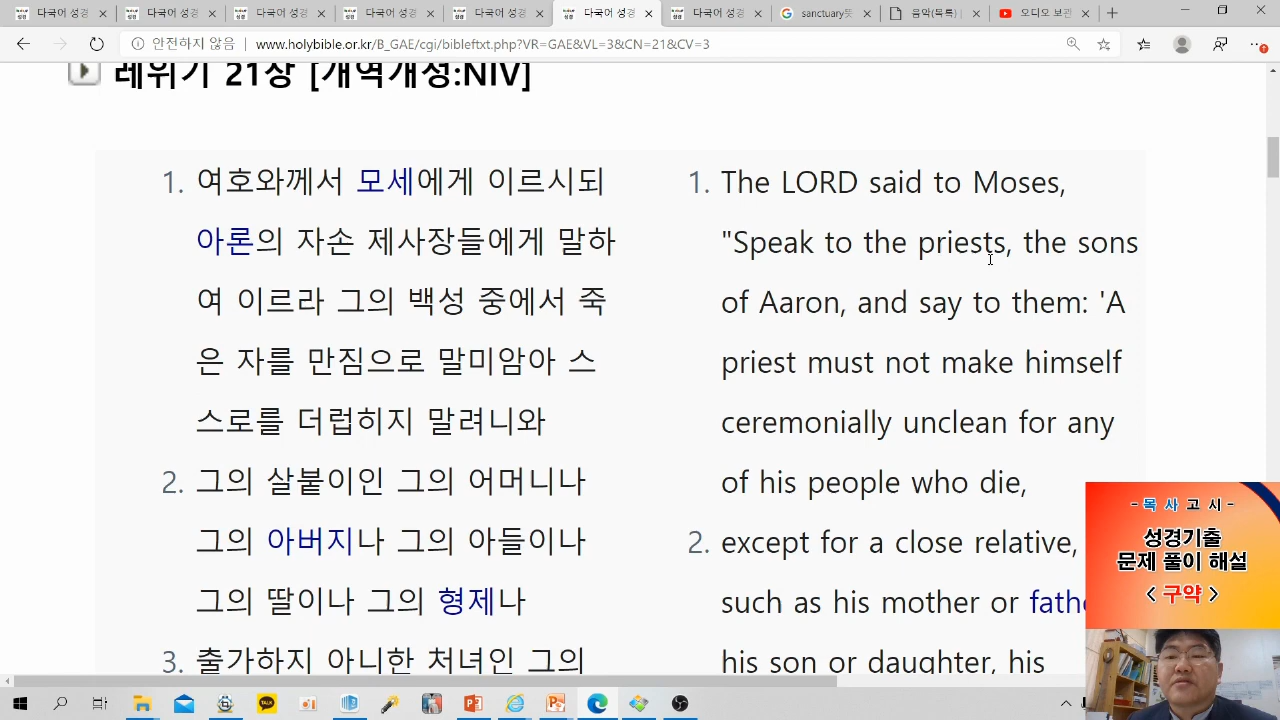 다국어 성경
다국어 성경
다국어 성경
다국어 성경
다국어 성경
다국어 성경
다국어 성경
sanctuary뜻
음악(목록)
오디오 보관
안전하지 않음
www.holybible.or.kr/B_GAE/cgi/bibleftxt.php?VR=GAE&VL=3&CN=21&CV=3
레위기 21장 [개역개정:NIV]
1. 여호와께서 모세에게 이르시되
아론의 자손 제사장들에게 말하
여 이르라 그의 백성 중에서 죽
은 자를 만짐으로 말미암아 스
스로를 더럽히지 말려니와
2. 그의 살붙이인 그의 어머니나
그의 아버지나 그의 아들이나
그의 딸이나 그의 형제나
3. 출가하지 아니한 처녀인 그의
1. The LORD said to Moses,
"Speak to the priests, the sons
of Aaron, and say to them: 'A
priest must not make himself
ceremonially unclean for any
of his people who die,
2. except for a close relative,
such as his mother or
his son or daughter, his
- 목 사 고 시 -
성경기출
문제 풀이 해설
< 구약 >
TALK